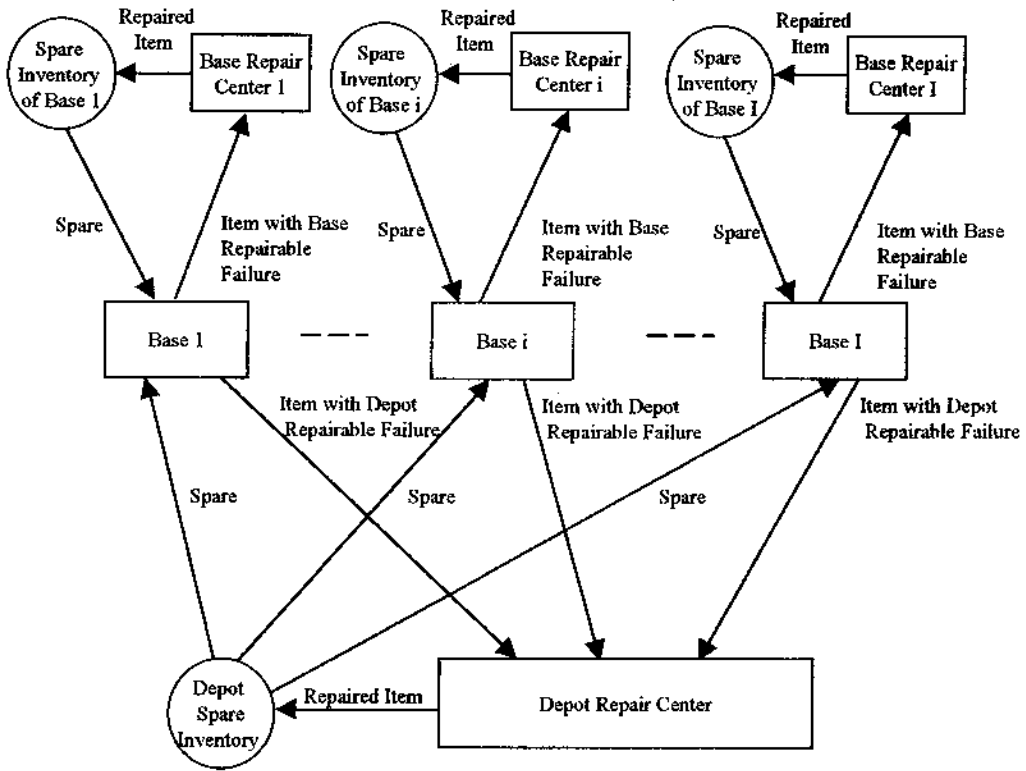 Repaired
Item
Spare
Inventory
of Base 1
Base Repair
Center 1
Repaired
Item
Spare
Inventory
of Base i
Base Repair
Center i
Repaired
Item
Spare
Inventory
of Base I
Base Repair
Center I
Spare
Item with Base
Repairable
Failure
Spare
Item with Base
Repairable
Failure
Spare
Item with Base
Repairable
Failure
Base 1
Base i
Base I
Item with Depot
Repairable Failure
Item with Depot
Repairable Failure
Item with Depot
Repairable Failure
Spare
Spare
Spare
Depot
Spare
Inventory
Repaired Item
Depot Repair Center